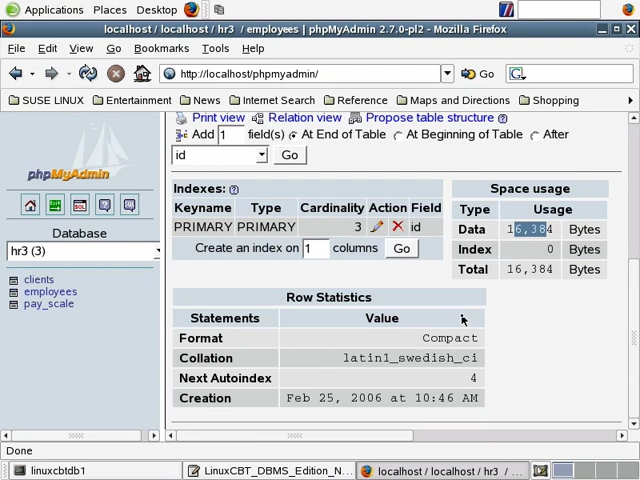 Applications Places Desktop
localhost / localhost / hr3 / employees | phpMyAdmin 2.7.0-pl2 - Mozilla Firefox
File Edit View Go Bookmarks Tools Help
http://localhost/phpmyadmin/ Go
SUSE LINUX Entertainment News Internet Search Reference Maps and Directions Shopping
phpMyAdmin
SQL
Database
hr3 (3)
clients
employees
pay_scale
Print view Relation view Propose table structure
Add 1 field(s) At End of Table At Beginning of Table After
id Go
Indexes:
Keyname Type Cardinality Action Field
PRIMARY PRIMARY 3 id
Create an index on 1 columns Go
Space usage
Type Usage
Data 16,384 Bytes
Index 0 Bytes
Total 16,384 Bytes
Row Statistics
Statements Value
Format Compact
Collation latin1_swedish_ci
Next Autoindex 4
Creation Feb 25, 2006 at 10:46 AM
Done
linuxcbtdb1 LinuxCBT_DBMS_Edition_N... localhost / localhost / hr3 / ...